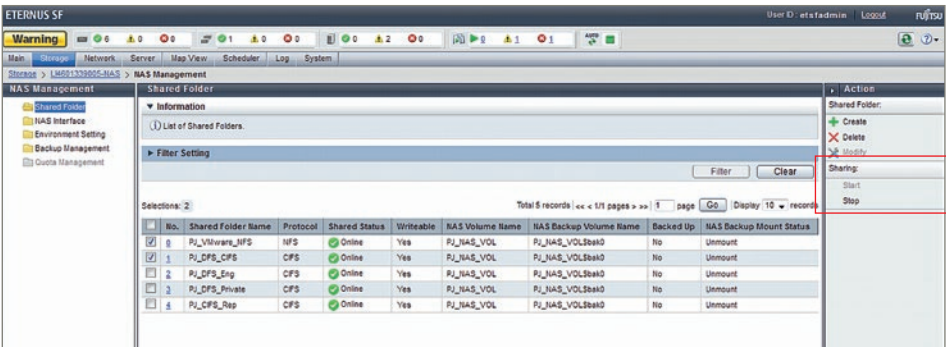 ETERNUS SF
User ID : etsfadmin Logout FUJITSU
Warning 6 0 0 1 0 0 0 2 0 0 1 1 AUTO
Main Storage Network Server Map View Scheduler Log System
Storage > LM601339005-NAS > NAS Management
NAS Management Shared Folder Action
Shared Folder
NAS Interface
Environment Setting
Backup Management
Quota Management
Information
List of Shared Folders.
Filter Setting
Filter Clear
Selections: 2
Total 5 records << < 1/1 pages > >> 1 page Go Display 10 records
No. Shared Folder Name Protocol Shared Status Writeable NAS Volume Name NAS Backup Volume Name Backed Up NAS Backup Mount Status
0 PJ_VMware_NFS NFS Online Yes PJ_NAS_VOL PJ_NAS_VOL$bak0 No Unmount
1 PJ_DFS_CIFS CIFS Online Yes PJ_NAS_VOL PJ_NAS_VOL$bak0 No Unmount
2 PJ_DFS_Eng CIFS Online Yes PJ_NAS_VOL PJ_NAS_VOL$bak0 No Unmount
3 PJ_DFS_Private CIFS Online Yes PJ_NAS_VOL PJ_NAS_VOL$bak0 No Unmount
4 PJ_CIFS_Rep CIFS Online Yes PJ_NAS_VOL PJ_NAS_VOL$bak0 No Unmount
Shared Folder:
Create
Delete
Modify
Sharing:
Start
Stop